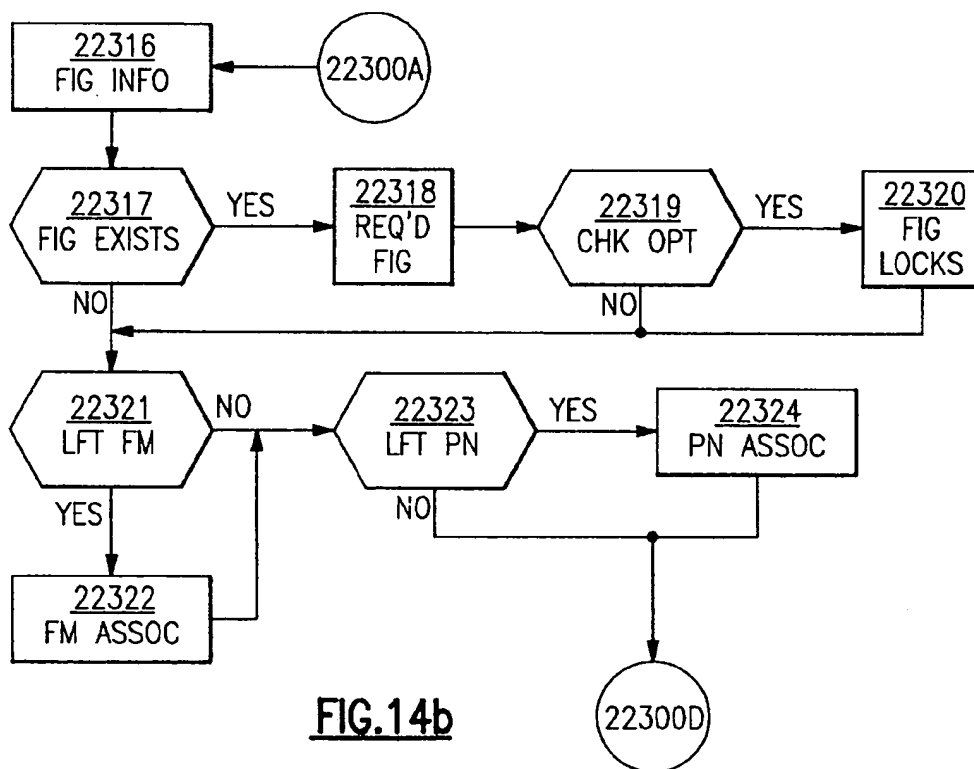 22316
FIG INFO
22300A
22317
FIG EXISTS
YES
NO
22318
REQ'D
FIG
22319
CHK OPT
YES
NO
22320
FIG
LOCKS
22321
LFT FM
NO
YES
22322
FM ASSOC
22323
LFT PN
YES
NO
22324
PN ASSOC
22300D
FIG.14b